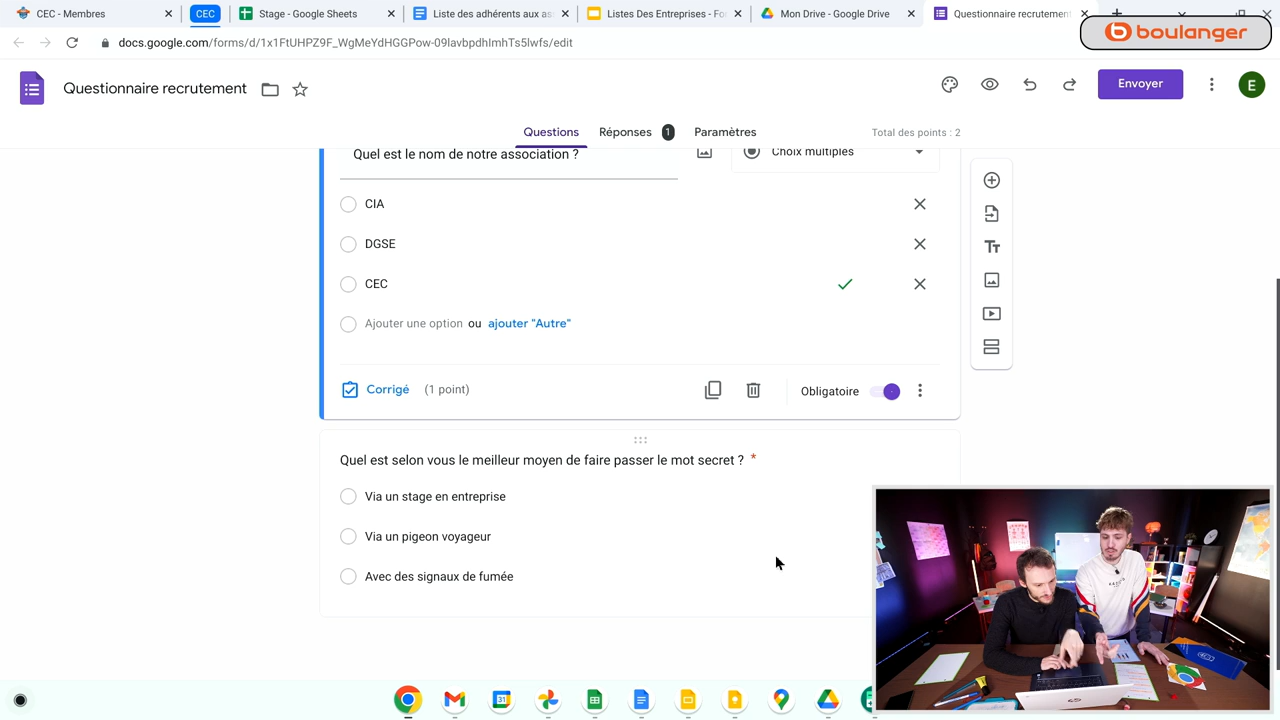 CEC - Membres
CEC
Stage - Google Sheets
Liste des adhérents aux as
Listes Des Entreprises - Fo
Mon Drive - Google Drive
Questionnaire recrutement
docs.google.com/forms/d/1x1FtUHPZ9F_WgMeYdHGGPow-09lavbpdhImhTs5lwfs/edit
boulanger
Questionnaire recrutement
Envoyer
E
Questions
Réponses 1
Paramètres
Total des points : 2
Quel est le nom de notre association ?
Choix multiples
CIA
DGSE
CEC
Ajouter une option ou ajouter "Autre"
Corrigé (1 point)
Obligatoire
Quel est selon vous le meilleur moyen de faire passer le mot secret ? *
Via un stage en entreprise
Via un pigeon voyageur
Avec des signaux de fumée